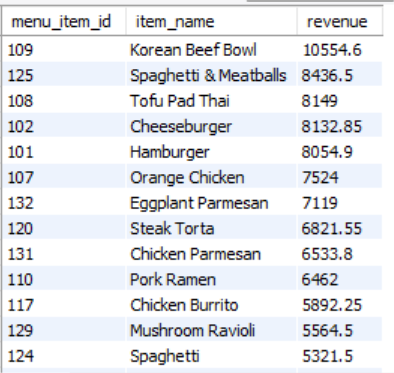 menu_item_id item_name revenue
109 Korean Beef Bowl 10554.6
125 Spaghetti & Meatballs 8436.5
108 Tofu Pad Thai 8149
102 Cheeseburger 8132.85
101 Hamburger 8054.9
107 Orange Chicken 7524
132 Eggplant Parmesan 7119
120 Steak Torta 6821.55
131 Chicken Parmesan 6533.8
110 Pork Ramen 6462
117 Chicken Burrito 5892.25
129 Mushroom Ravioli 5564.5
124 Spaghetti 5321.5